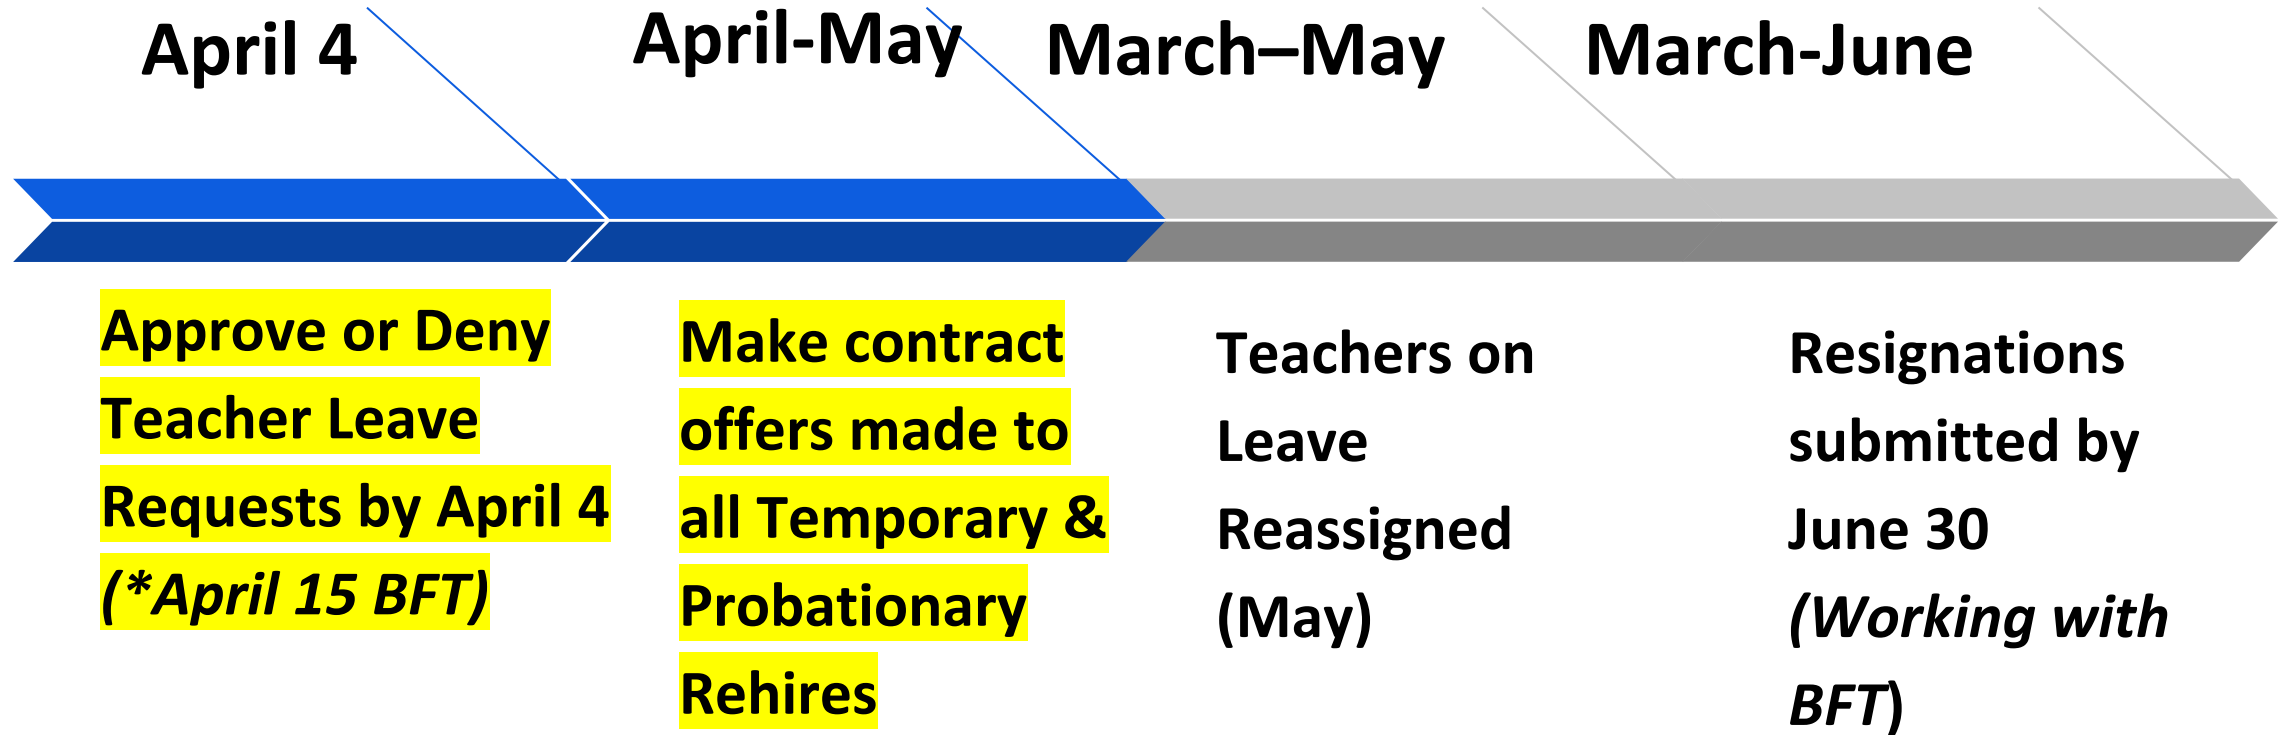 April 4
April-May
March–May
March-June
Approve or Deny
Teacher Leave
Requests by April 4
(*April 15 BFT)
Make contract
offers made to
all Temporary &
Probationary
Rehires
Teachers on
Leave
Reassigned
(May)
Resignations
submitted by
June 30
(Working with
BFT)